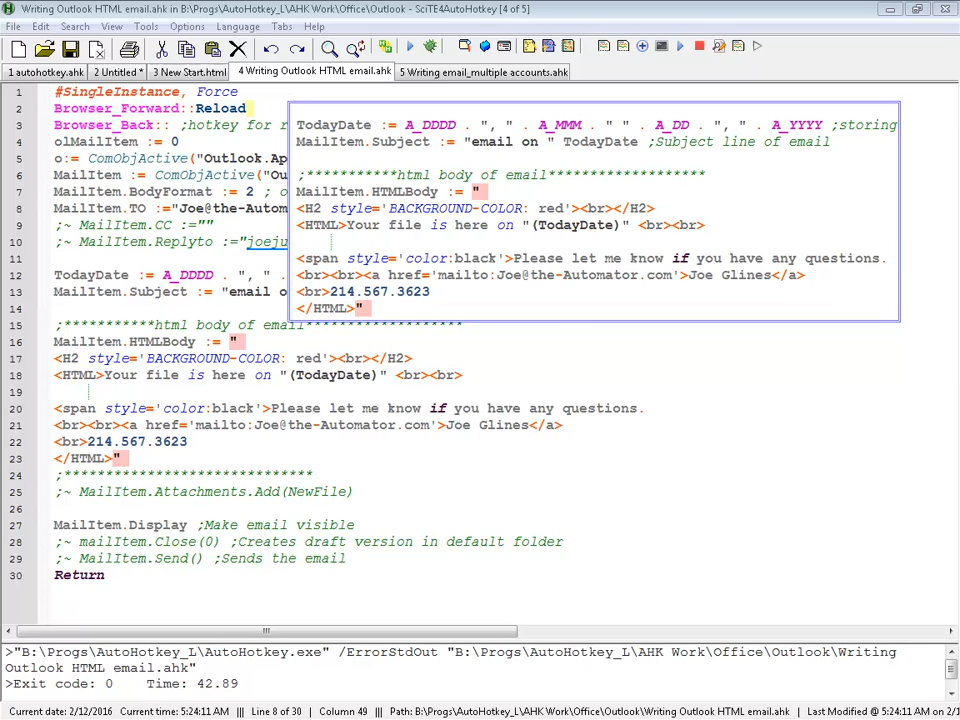 Writing Outlook HTML email.ahk in B:\Progs\AutoHotkey_L\AHK Work\Office\Outlook - SciTE4AutoHotkey [4 of 5]
File Edit Search View Tools Options Language Tabs Help
1 autohotkey.ahk 2 Untitled * 3 New Start.html 4 Writing Outlook HTML email.ahk 5 Writing email_multiple accounts.ahk
1 #SingleInstance, Force
2 Browser_Forward::Reload
3 Browser_Back:: ;hotkey for r
4 olMailItem := 0
5 o:= ComObjActive("Outlook.Ap
6 MailItem := ComObjActive("O
7 MailItem.BodyFormat := 2 ; o
8 MailItem.TO :="Joe@the-Autom
9 ;~ MailItem.CC :=""
10 ;~ MailItem.Replyto :="joeju
11
12 TodayDate := A_DDDD . ", " .
13 MailItem.Subject := "email o
14
15 ;***********html body of email*******************
16 MailItem.HTMLBody := "
17 <H2 style='BACKGROUND-COLOR: red'><br></H2>
18 <HTML>Your file is here on "(TodayDate)" <br><br>
19
20 <span style='color:black'>Please let me know if you have any questions.
21 <br><br><a href='mailto:Joe@the-Automator.com'>Joe Glines</a>
22 <br>214.567.3623
23 </HTML>"
24 ;******************************
25 ;~ MailItem.Attachments.Add(NewFile)
26
27 MailItem.Display ;Make email visible
28 ;~ mailItem.Close(0) ;Creates draft version in default folder
29 ;~ MailItem.Send() ;Sends the email
30 Return
TodayDate := A_DDDD . ", " . A_MMM . " " . A_DD . ", " . A_YYYY ;storing
MailItem.Subject := "email on " TodayDate ;Subject line of email
;***********html body of email*******************
MailItem.HTMLBody := "
<H2 style='BACKGROUND-COLOR: red'><br></H2>
<HTML>Your file is here on "(TodayDate)" <br><br>
<span style='color:black'>Please let me know if you have any questions.
<br><br><a href='mailto:Joe@the-Automator.com'>Joe Glines</a>
<br>214.567.3623
</HTML>"
>"B:\Progs\AutoHotkey_L\AutoHotkey.exe" /ErrorStdOut "B:\Progs\AutoHotkey_L\AHK Work\Office\Outlook\Writing
Outlook HTML email.ahk"
>Exit code: 0 Time: 42.89
Current date: 2/12/2016 Current time: 5:24:11 AM ||| Line 8 of 30 | Column 49 ||| Path: B:\Progs\AutoHotkey_L\AHK Work\Office\Outlook\Writing Outlook HTML email.ahk | Last Modified @ 5:24:11 AM on 2/1